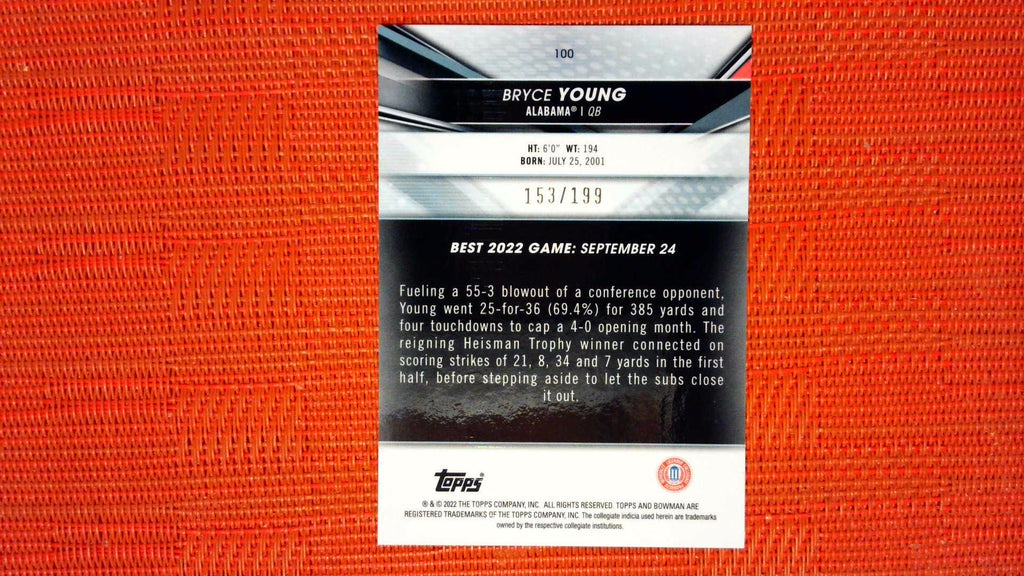 100
BRYCE YOUNG
ALABAMA® | QB
HT: 6'0" WT: 194
BORN: JULY 25, 2001
153/199
BEST 2022 GAME: SEPTEMBER 24
Fueling a 55-3 blowout of a conference opponent,
Young went 25-for-36 (69.4%) for 385 yards and
four touchdowns to cap a 4-0 opening month. The
reigning Heisman Trophy winner connected on
scoring strikes of 21, 8, 34 and 7 yards in the first
half, before stepping aside to let the subs close
it out.
topps®
® & © 2022 THE TOPPS COMPANY, INC. ALL RIGHTS RESERVED. TOPPS AND BOWMAN ARE
REGISTERED TRADEMARKS OF THE TOPPS COMPANY, INC. The collegiate indicia used herein are trademarks
owned by the respective collegiate institutions.